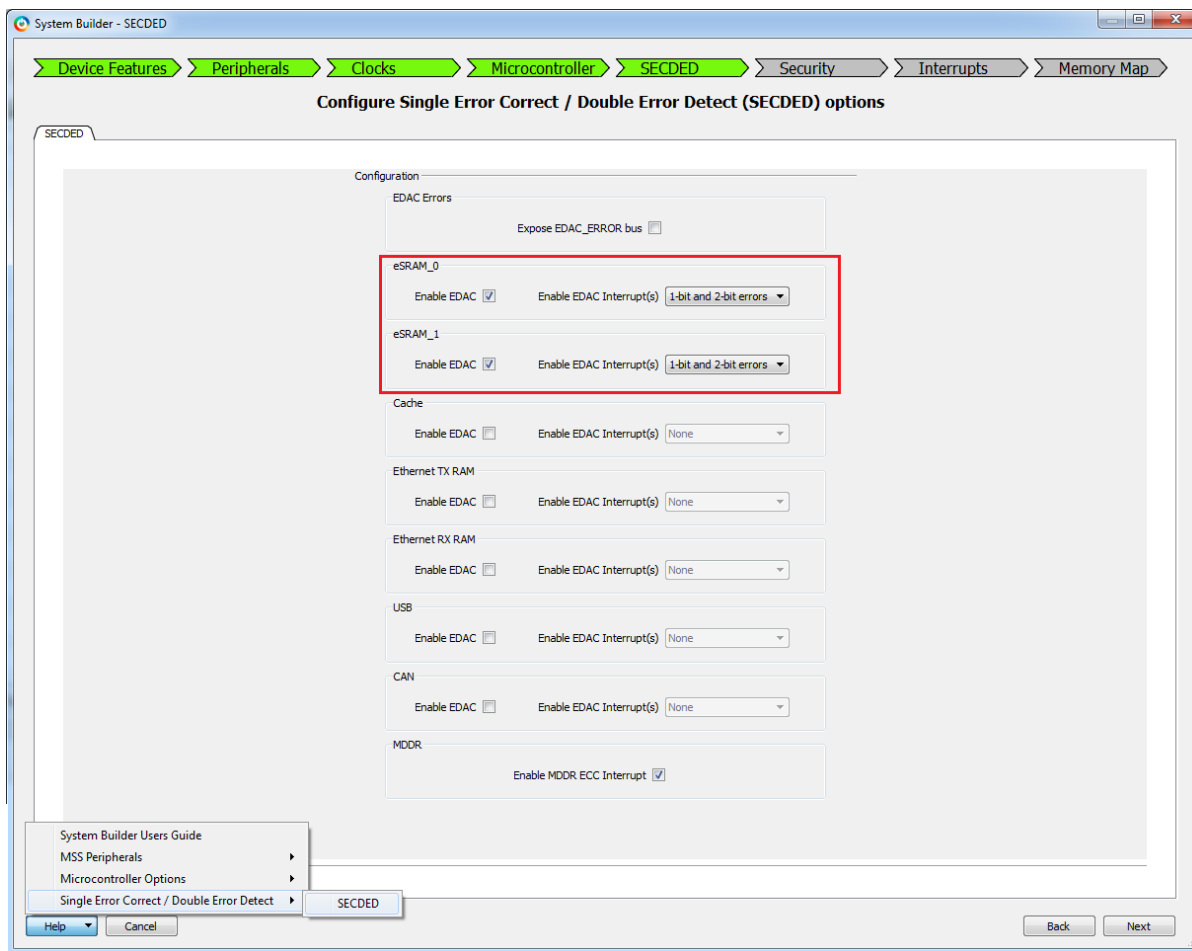 System Builder - SECDED
Device Features Peripherals Clocks Microcontroller SECDED Security Interrupts Memory Map
Configure Single Error Correct / Double Error Detect (SECDED) options
SECDED
Configuration
EDAC Errors
Expose EDAC_ERROR bus
eSRAM_0
Enable EDAC Enable EDAC Interrupt(s) 1-bit and 2-bit errors
eSRAM_1
Enable EDAC Enable EDAC Interrupt(s) 1-bit and 2-bit errors
Cache
Enable EDAC Enable EDAC Interrupt(s) None
Ethernet TX RAM
Enable EDAC Enable EDAC Interrupt(s) None
Ethernet RX RAM
Enable EDAC Enable EDAC Interrupt(s) None
USB
Enable EDAC Enable EDAC Interrupt(s) None
CAN
Enable EDAC Enable EDAC Interrupt(s) None
MDDR
Enable MDDR ECC Interrupt
System Builder Users Guide
MSS Peripherals
Microcontroller Options
Single Error Correct / Double Error Detect SECDED
Help Cancel Back Next